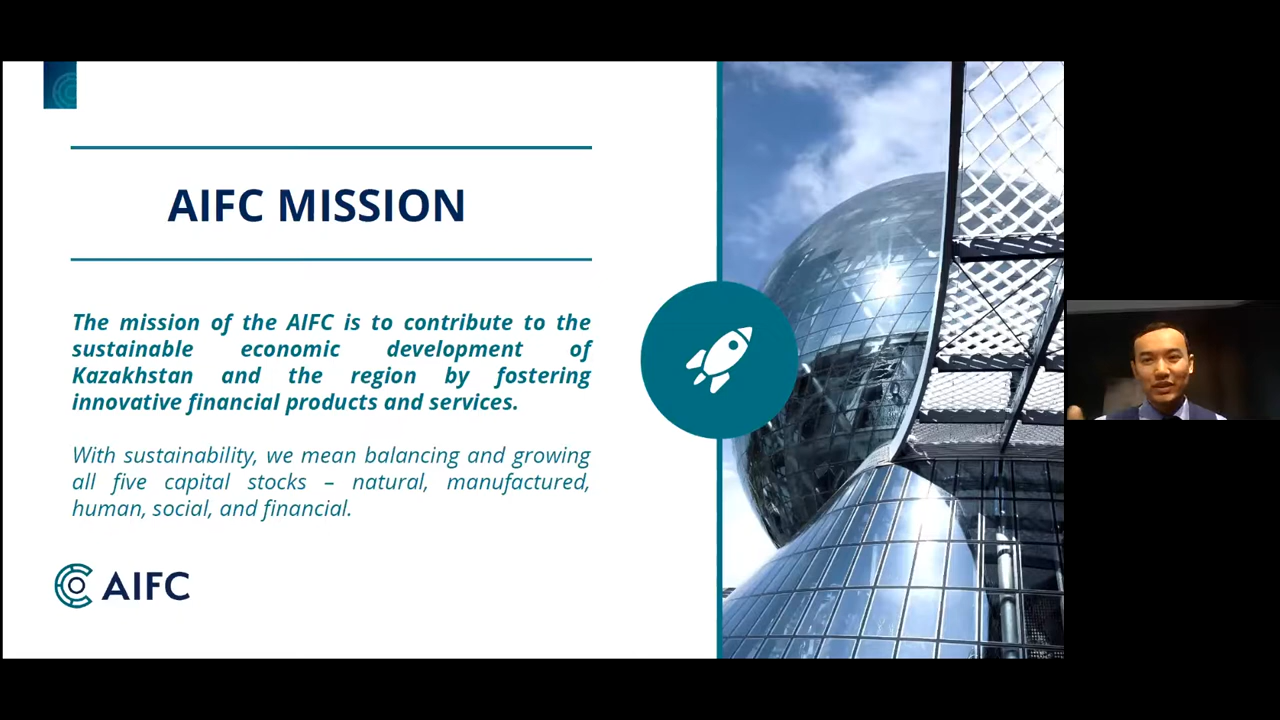 AIFC MISSION
The mission of the AIFC is to contribute to the
sustainable economic development of
Kazakhstan and the region by fostering
innovative financial products and services.
With sustainability, we mean balancing and growing
all five capital stocks – natural, manufactured,
human, social, and financial.
AIFC